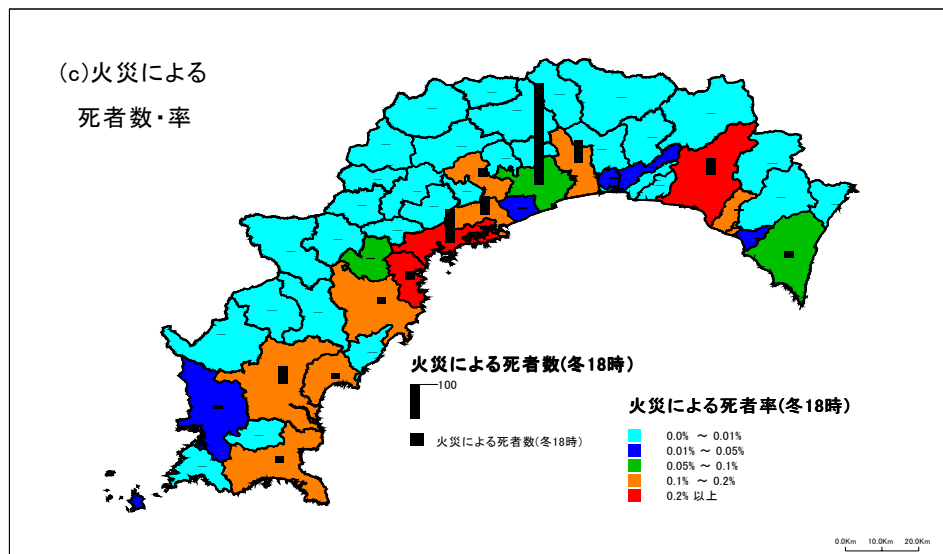 (c)火災による
死者数・率
火災による死者数(冬18時)
100
火災による死者数(冬18時)
火災による死者率(冬18時)
0.0% ～ 0.01%
0.01% ～ 0.05%
0.05% ～ 0.1%
0.1% ～ 0.2%
0.2% 以上
0.0Km 10.0Km 20.0Km